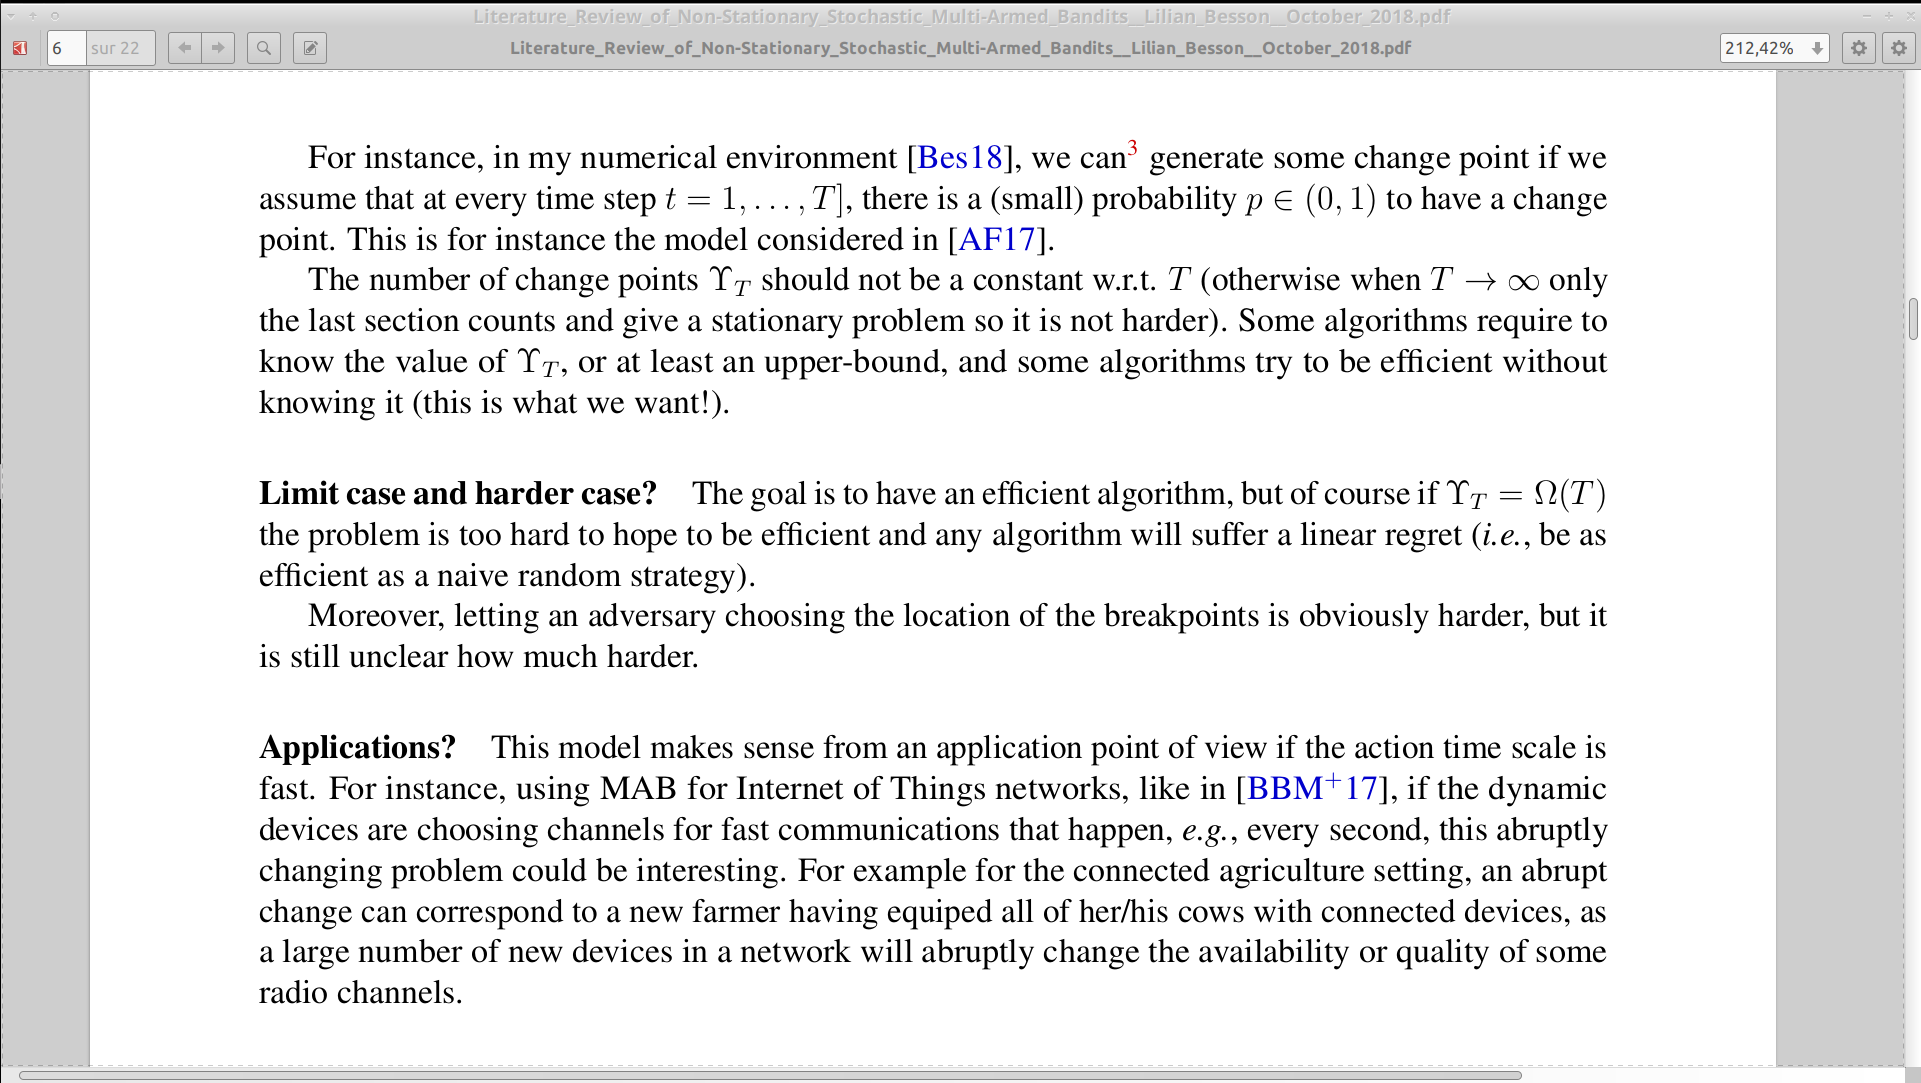 Literature_Review_of_Non-Stationary_Stochastic_Multi-Armed_Bandits__Lilian_Besson__October_2018.pdf
6 sur 22
Literature_Review_of_Non-Stationary_Stochastic_Multi-Armed_Bandits__Lilian_Besson__October_2018.pdf
212,42%
For instance, in my numerical environment [Bes18], we can³ generate some change point if we
assume that at every time step t = 1, . . . , T], there is a (small) probability p ∈ (0, 1) to have a change
point. This is for instance the model considered in [AF17].
The number of change points ϒ_T should not be a constant w.r.t. T (otherwise when T → ∞ only
the last section counts and give a stationary problem so it is not harder). Some algorithms require to
know the value of ϒ_T, or at least an upper-bound, and some algorithms try to be efficient without
knowing it (this is what we want!).
Limit case and harder case? The goal is to have an efficient algorithm, but of course if ϒ_T = Ω(T)
the problem is too hard to hope to be efficient and any algorithm will suffer a linear regret (i.e., be as
efficient as a naive random strategy).
Moreover, letting an adversary choosing the location of the breakpoints is obviously harder, but it
is still unclear how much harder.
Applications? This model makes sense from an application point of view if the action time scale is
fast. For instance, using MAB for Internet of Things networks, like in [BBM⁺17], if the dynamic
devices are choosing channels for fast communications that happen, e.g., every second, this abruptly
changing problem could be interesting. For example for the connected agriculture setting, an abrupt
change can correspond to a new farmer having equiped all of her/his cows with connected devices, as
a large number of new devices in a network will abruptly change the availability or quality of some
radio channels.